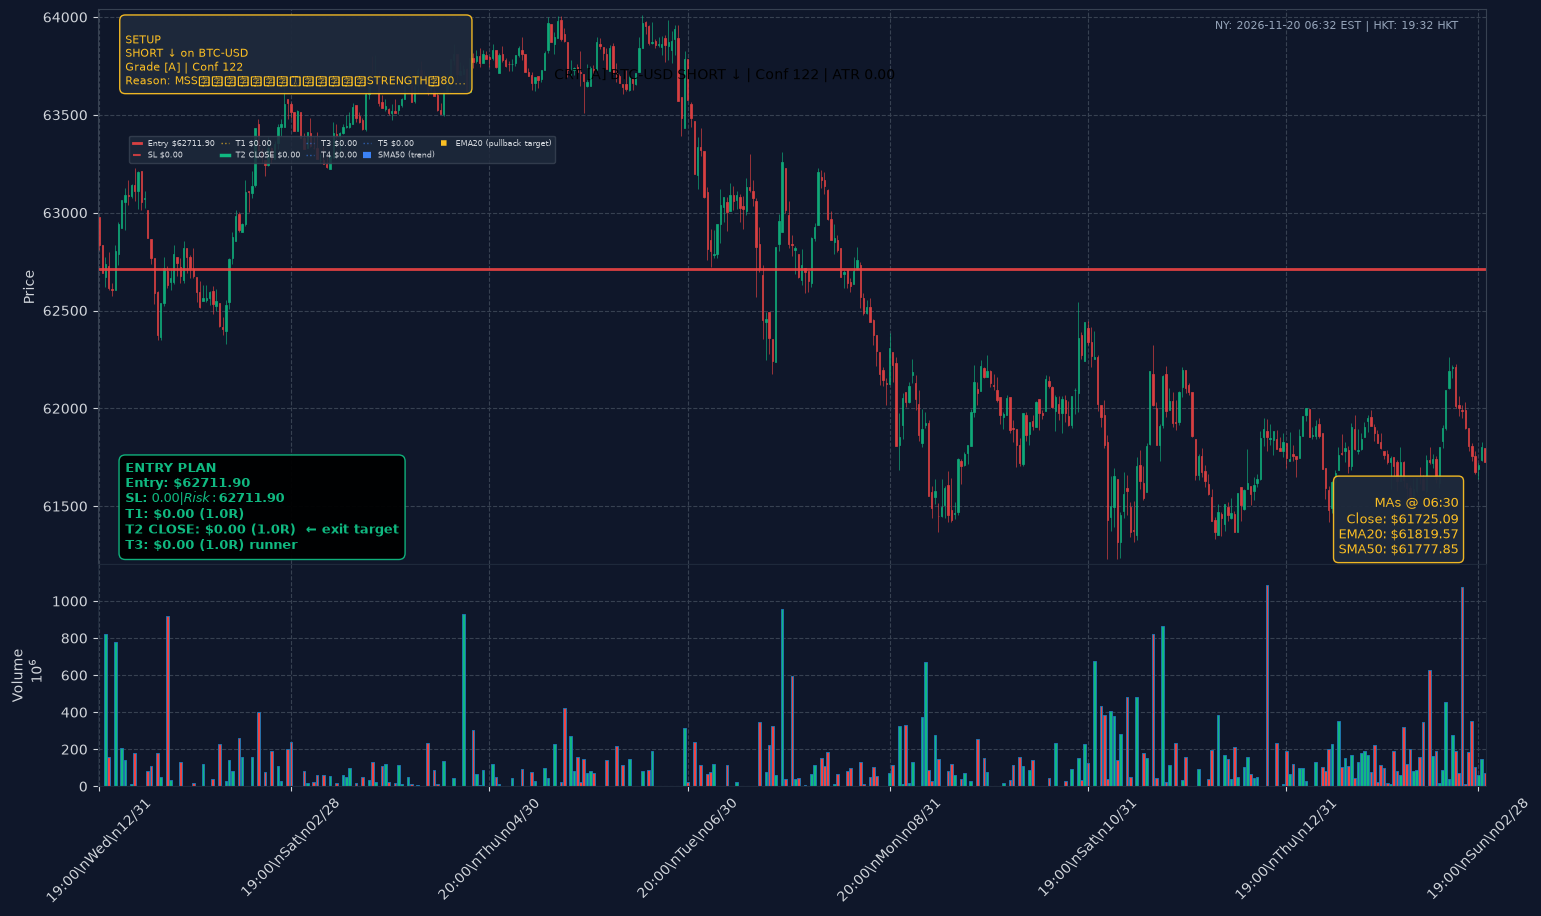 NY: 2026-11-20 06:32 EST | HKT: 19:32 HKT
SETUP
SHORT ↓ on BTC-USD
Grade [A] | Conf 122
Reason: MSS STRENGTH 80...
BTC-USD SHORT ↓ | Conf 122 | ATR 0.00
Entry $62711.90
SL $0.00
T1 $0.00
T2 CLOSE $0.00
T3 $0.00
T4 $0.00
T5 $0.00
SMA50 (trend)
EMA20 (pullback target)
64000
63500
63000
62500
62000
61500
Price
ENTRY PLAN
Entry: $62711.90
SL: 0.00|Risk:62711.90
T1: $0.00 (1.0R)
T2 CLOSE: $0.00 (1.0R) ← exit target
T3: $0.00 (1.0R) runner
MAs @ 06:30
Close: $61725.09
EMA20: $61819.57
SMA50: $61777.85
1000
800
600
400
200
0
Volume
10⁶
19:00\nWed\n12/31
19:00\nSat\n02/28
20:00\nThu\n04/30
20:00\nTue\n06/30
20:00\nMon\n08/31
19:00\nSat\n10/31
19:00\nThu\n12/31
19:00\nSun\n02/28